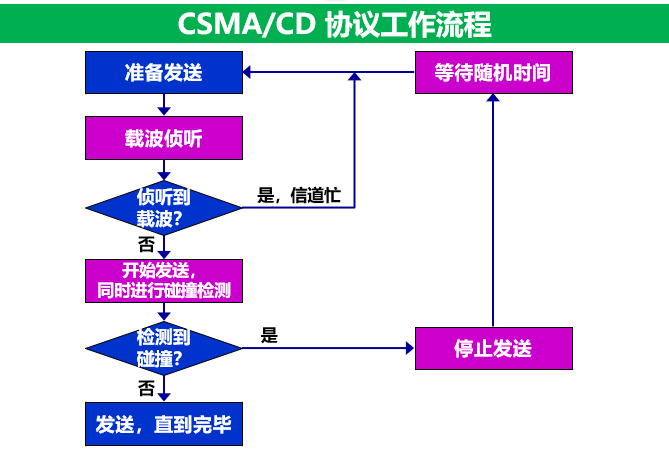 CSMA/CD 协议工作流程
准备发送
等待随机时间
载波侦听
侦听到
载波？
是，信道忙
否
开始发送，
同时进行碰撞检测
检测到
碰撞？
是
停止发送
否
发送，直到完毕